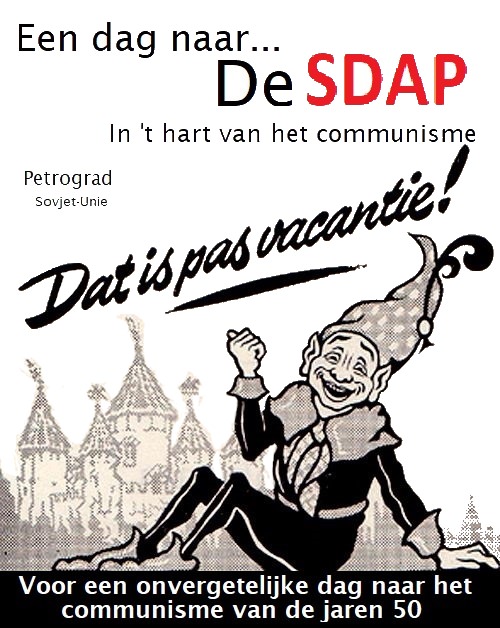 Een dag naar...
De SDAP
In 't hart van het communisme
Petrograd
Sovjet-Unie
Dat is pas vacantie!
Voor een onvergetelijke dag naar het
communisme van de jaren 50